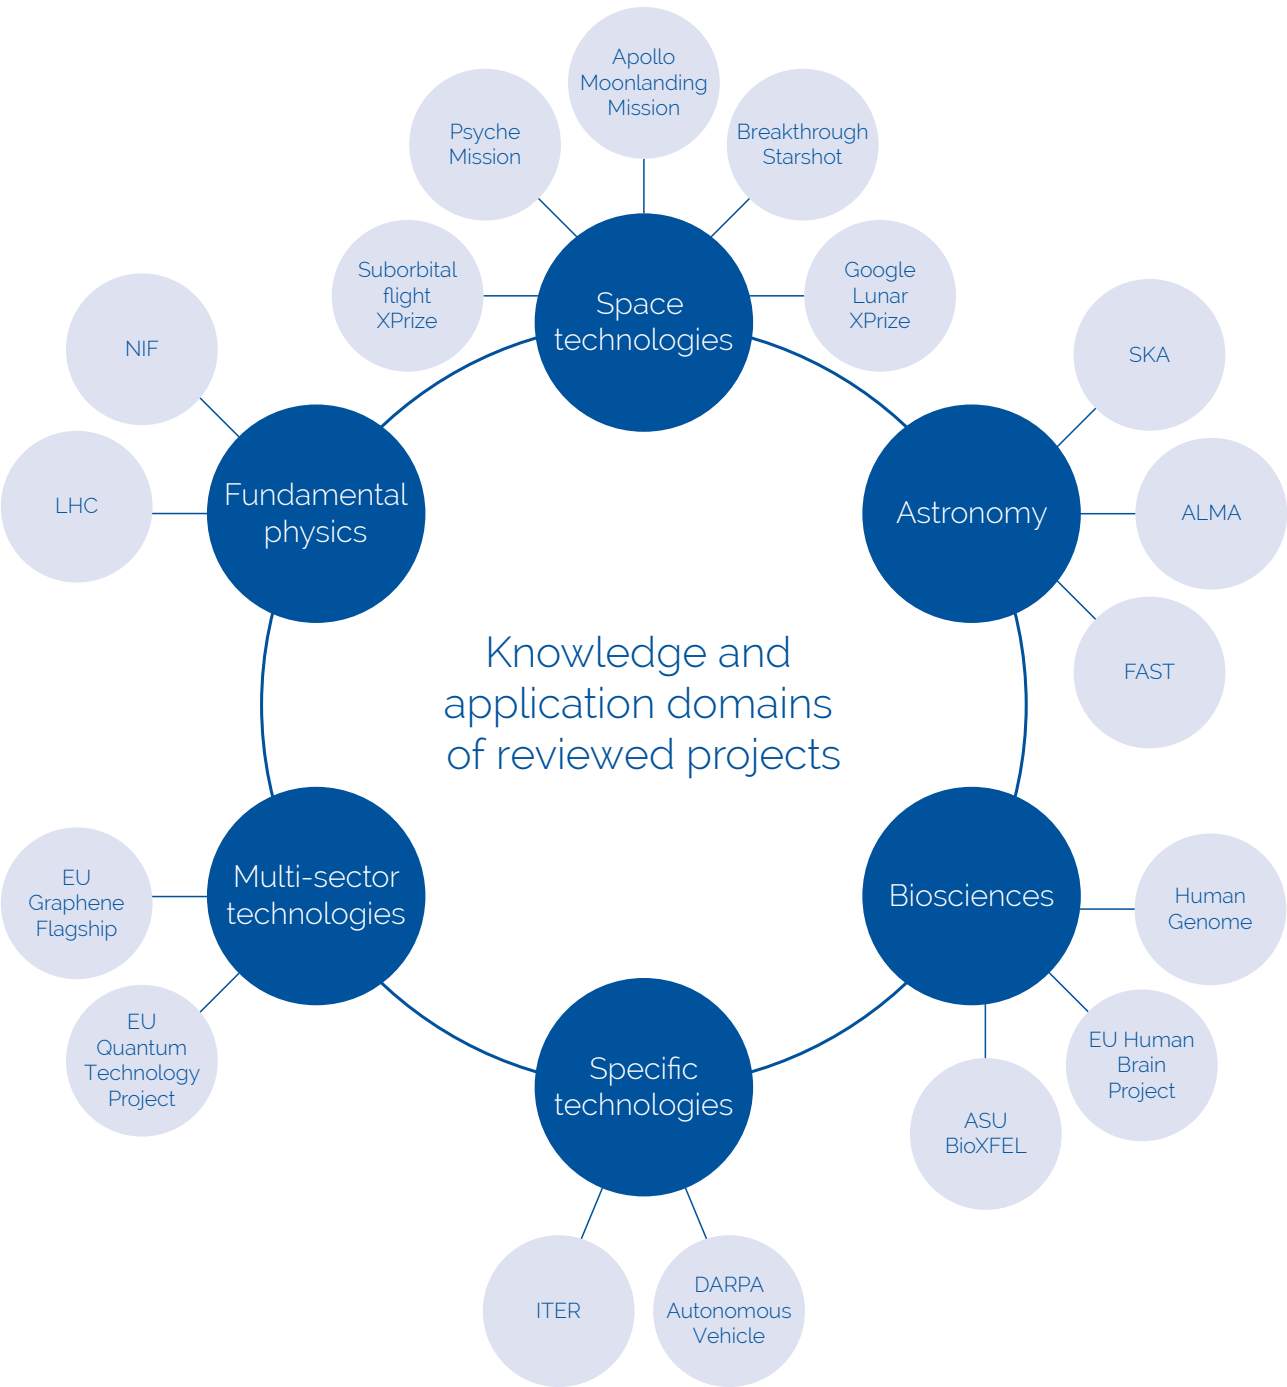 Apollo
Moonlanding
Mission
Psyche
Mission
Breakthrough
Starshot
Suborbital
flight
XPrize
Google
Lunar
XPrize
Space
technologies
NIF
LHC
Fundamental
physics
SKA
ALMA
FAST
Astronomy
Knowledge and
application domains
of reviewed projects
EU
Graphene
Flagship
EU
Quantum
Technology
Project
Multi-sector
technologies
Biosciences
Human
Genome
EU Human
Brain
Project
ASU
BioXFEL
Specific
technologies
ITER
DARPA
Autonomous
Vehicle